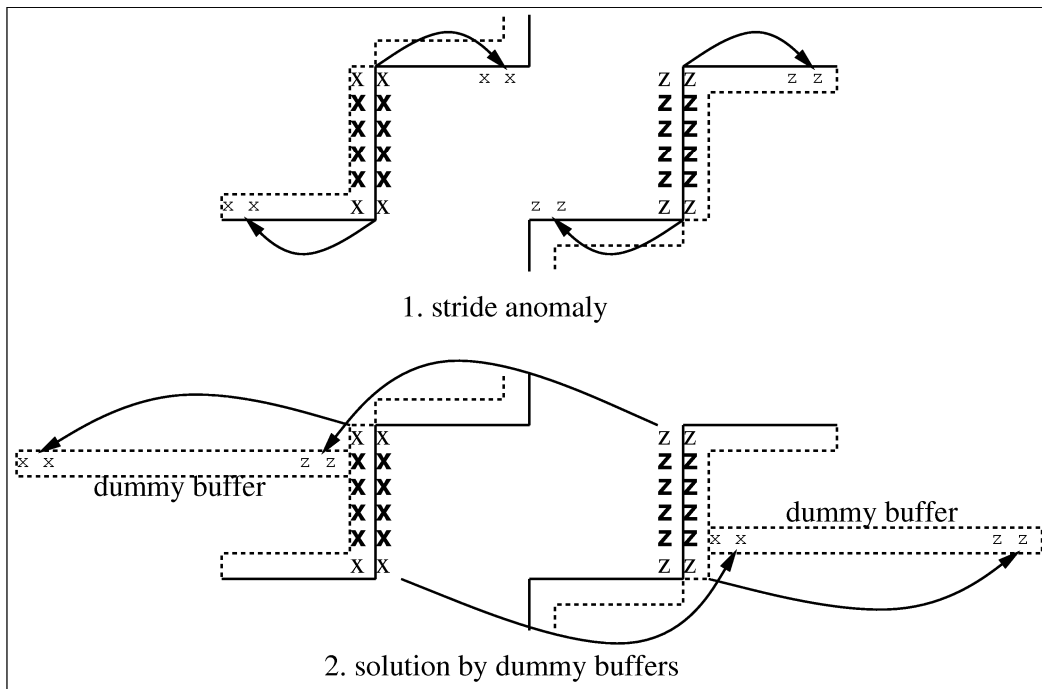 x x x x z z z z
X X Z Z
X X Z Z
X X Z Z
X X Z Z
x x X X z z Z Z
1. stride anomaly
X X Z Z
x x z z X X Z Z
dummy buffer X X Z Z
X X Z Z dummy buffer
X X Z Z x x z z
X X Z Z
2. solution by dummy buffers